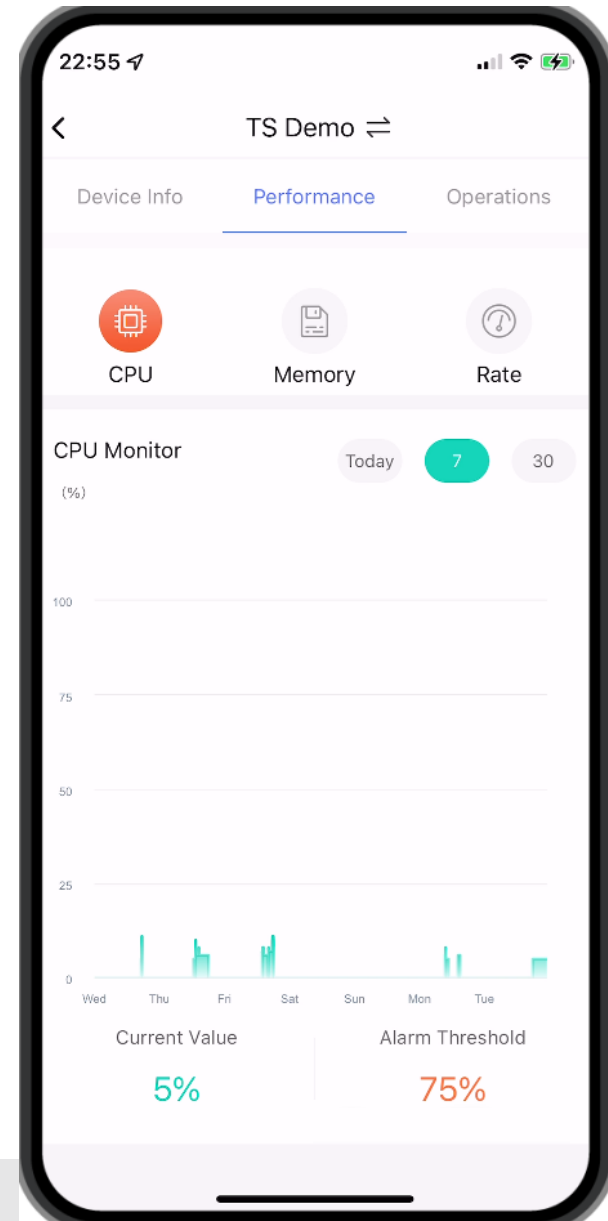 22:55
TS Demo
Device Info Performance Operations
CPU Memory Rate
CPU Monitor Today 7 30
(%)
100
75
50
25
0
Wed Thu Fri Sat Sun Mon Tue
Current Value Alarm Threshold
5% 75%